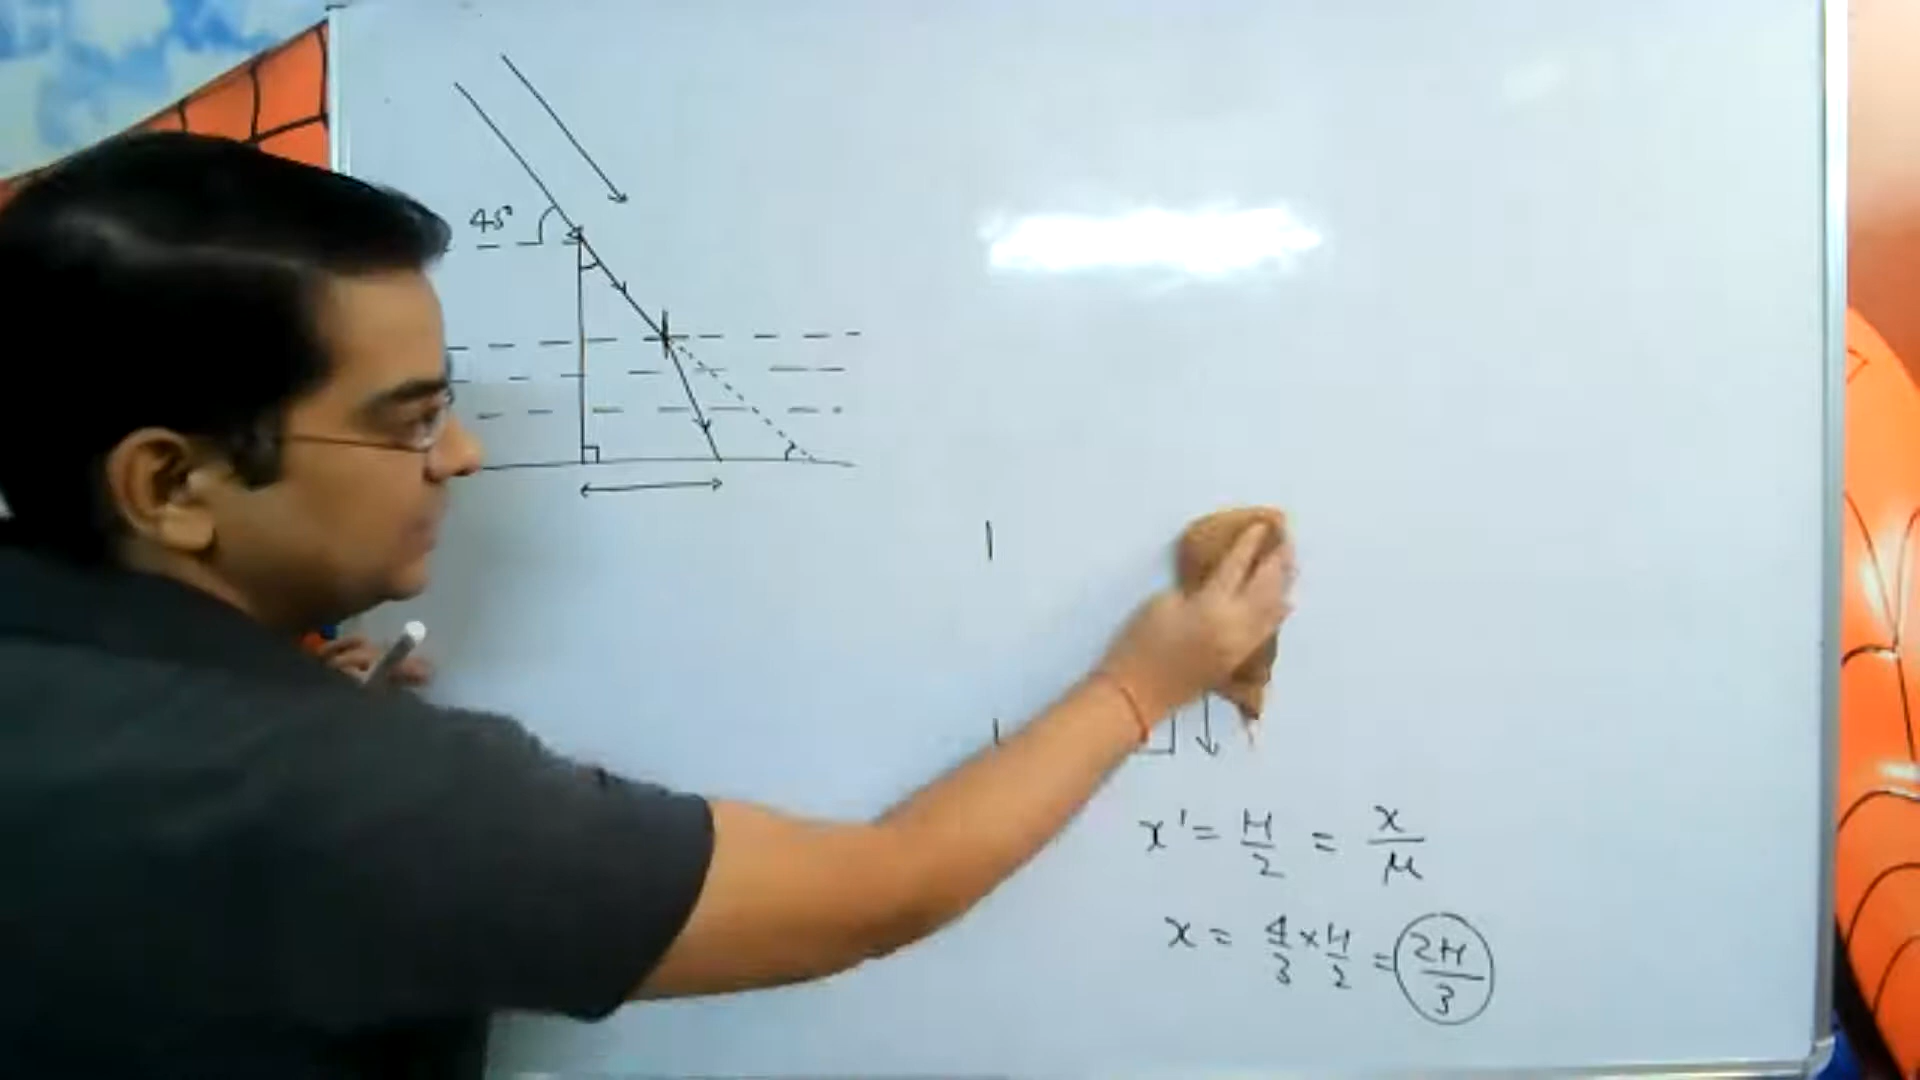 45°
x' = H/2 = x/μ
x = 4/3 × H/2 = 2H/3